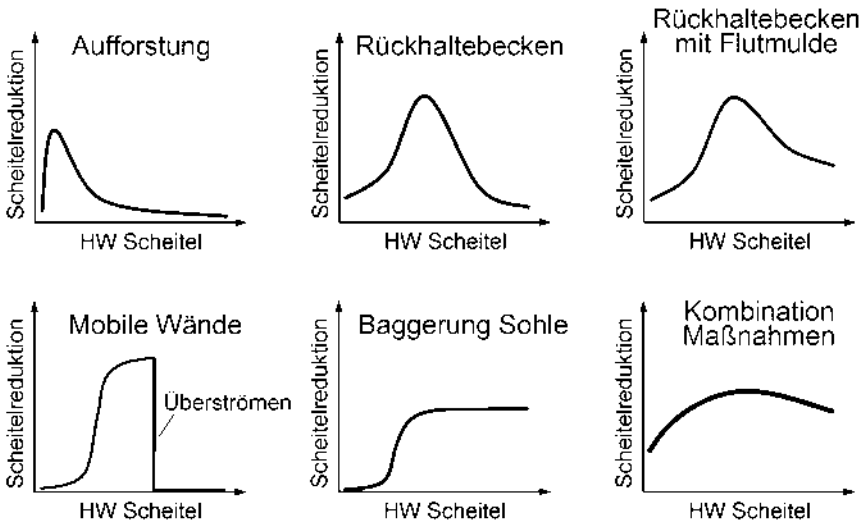 Aufforstung
Scheitelreduktion
HW Scheitel
Rückhaltebecken
Scheitelreduktion
HW Scheitel
Rückhaltebecken
mit Flutmulde
Scheitelreduktion
HW Scheitel
Mobile Wände
Scheitelreduktion
Überströmen
HW Scheitel
Baggerung Sohle
Scheitelreduktion
HW Scheitel
Kombination
Maßnahmen
Scheitelreduktion
HW Scheitel